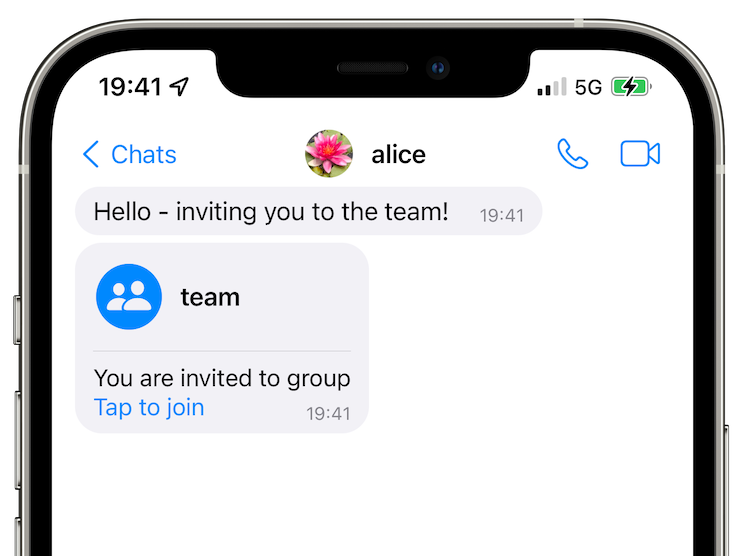 19:41 5G
Chats alice
Hello - inviting you to the team! 19:41
team
You are invited to group
Tap to join 19:41